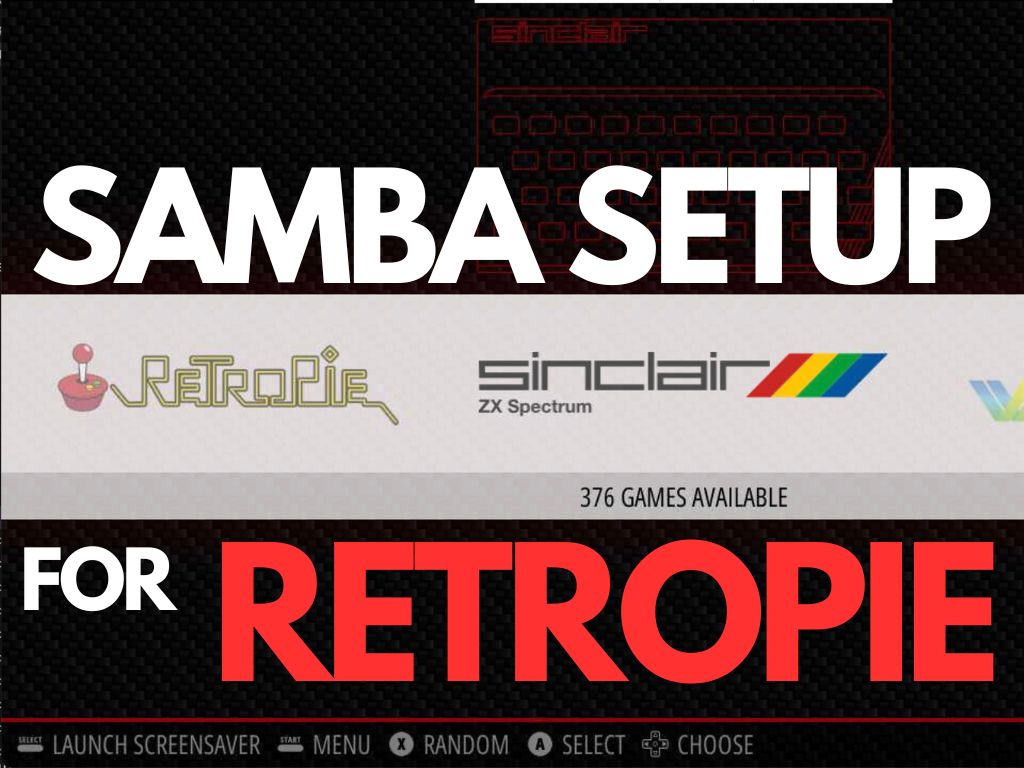 sinclair
SAMBA SETUP
RETROPIE
sinclair
ZX Spectrum
376 GAMES AVAILABLE
FOR RETROPIE
SELECT LAUNCH SCREENSAVER START MENU X RANDOM A SELECT CHOOSE